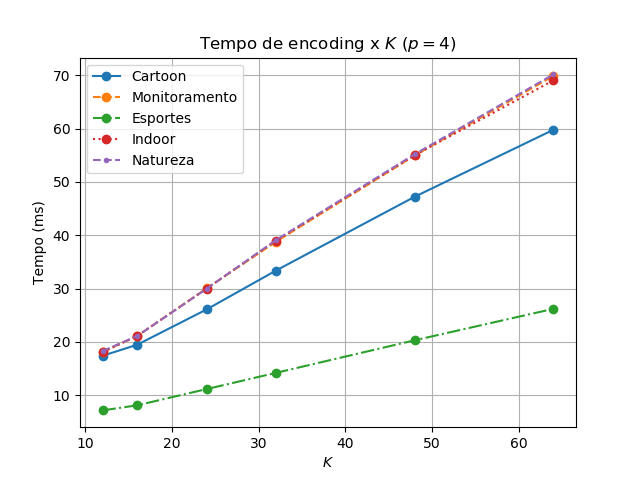 Tempo de encoding x K (p = 4)
Cartoon
Monitoramento
Esportes
Indoor
Natureza
Tempo (ms)
70
60
50
40
30
20
10
10 20 30 40 50 60
K